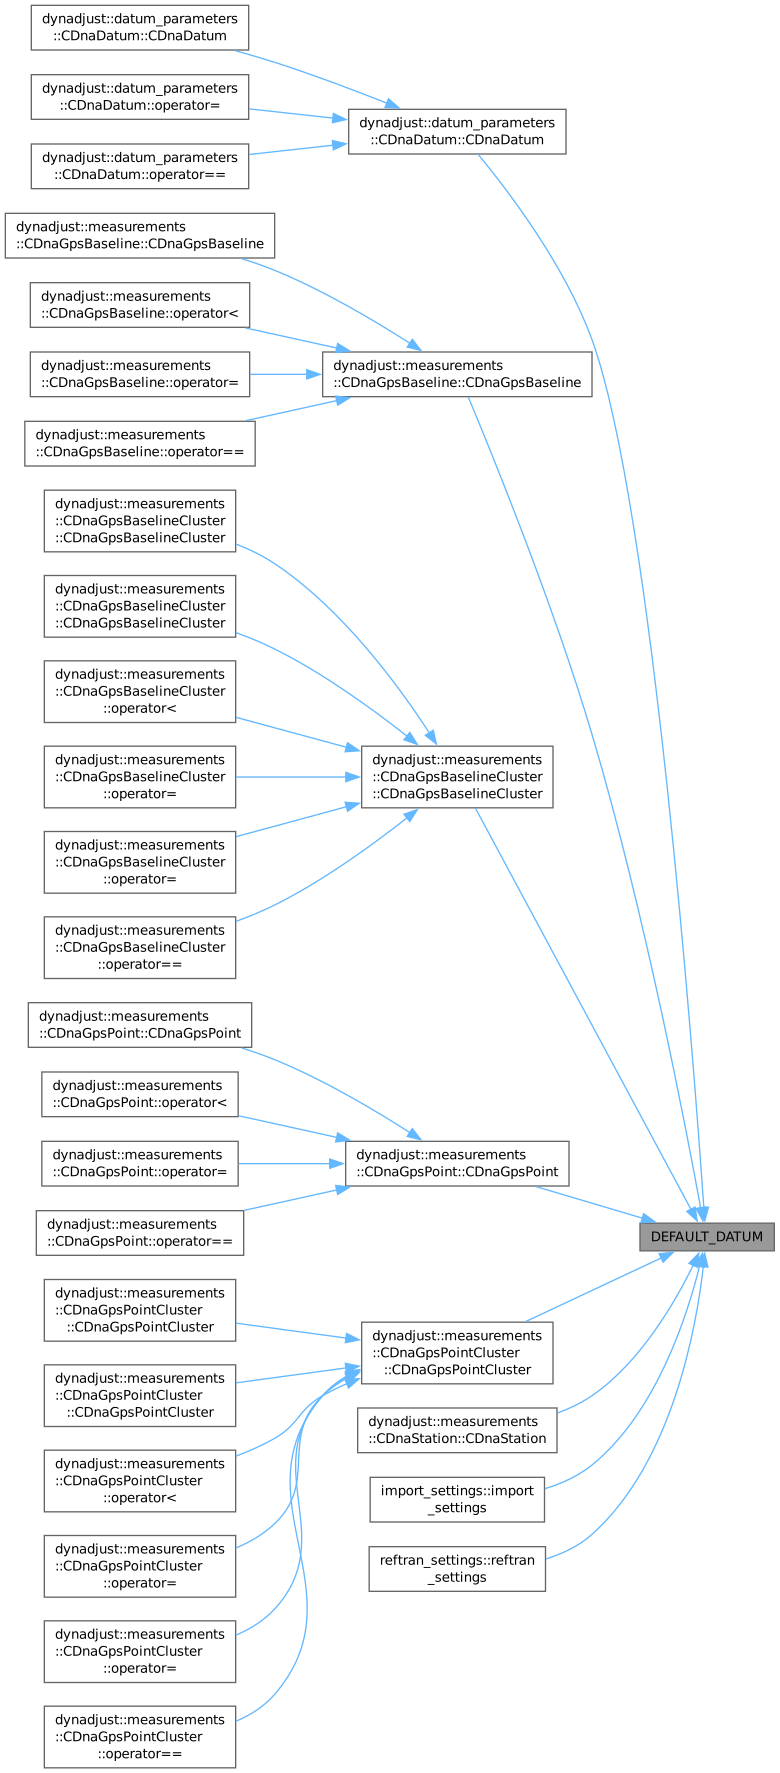 dynadjust::datum_parameters
::CDnaDatum::CDnaDatum
dynadjust::datum_parameters
::CDnaDatum::operator=
dynadjust::datum_parameters
::CDnaDatum::CDnaDatum
dynadjust::datum_parameters
::CDnaDatum::operator==
dynadjust::measurements
::CDnaGpsBaseline::CDnaGpsBaseline
dynadjust::measurements
::CDnaGpsBaseline::operator<
dynadjust::measurements
::CDnaGpsBaseline::operator=
dynadjust::measurements
::CDnaGpsBaseline::CDnaGpsBaseline
dynadjust::measurements
::CDnaGpsBaseline::operator==
dynadjust::measurements
::CDnaGpsBaselineCluster
::CDnaGpsBaselineCluster
dynadjust::measurements
::CDnaGpsBaselineCluster
::CDnaGpsBaselineCluster
dynadjust::measurements
::CDnaGpsBaselineCluster
::operator<
dynadjust::measurements
::CDnaGpsBaselineCluster
::operator=
dynadjust::measurements
::CDnaGpsBaselineCluster
::CDnaGpsBaselineCluster
dynadjust::measurements
::CDnaGpsBaselineCluster
::operator=
dynadjust::measurements
::CDnaGpsBaselineCluster
::operator==
dynadjust::measurements
::CDnaGpsPoint::CDnaGpsPoint
dynadjust::measurements
::CDnaGpsPoint::operator<
dynadjust::measurements
::CDnaGpsPoint::operator=
dynadjust::measurements
::CDnaGpsPoint::CDnaGpsPoint
dynadjust::measurements
::CDnaGpsPoint::operator==
DEFAULT_DATUM
dynadjust::measurements
::CDnaGpsPointCluster
::CDnaGpsPointCluster
dynadjust::measurements
::CDnaGpsPointCluster
::CDnaGpsPointCluster
dynadjust::measurements
::CDnaGpsPointCluster
::CDnaGpsPointCluster
dynadjust::measurements
::CDnaStation::CDnaStation
dynadjust::measurements
::CDnaGpsPointCluster
::operator<
import_settings::import
_settings
dynadjust::measurements
::CDnaGpsPointCluster
::operator=
reftran_settings::reftran
_settings
dynadjust::measurements
::CDnaGpsPointCluster
::operator=
dynadjust::measurements
::CDnaGpsPointCluster
::operator==